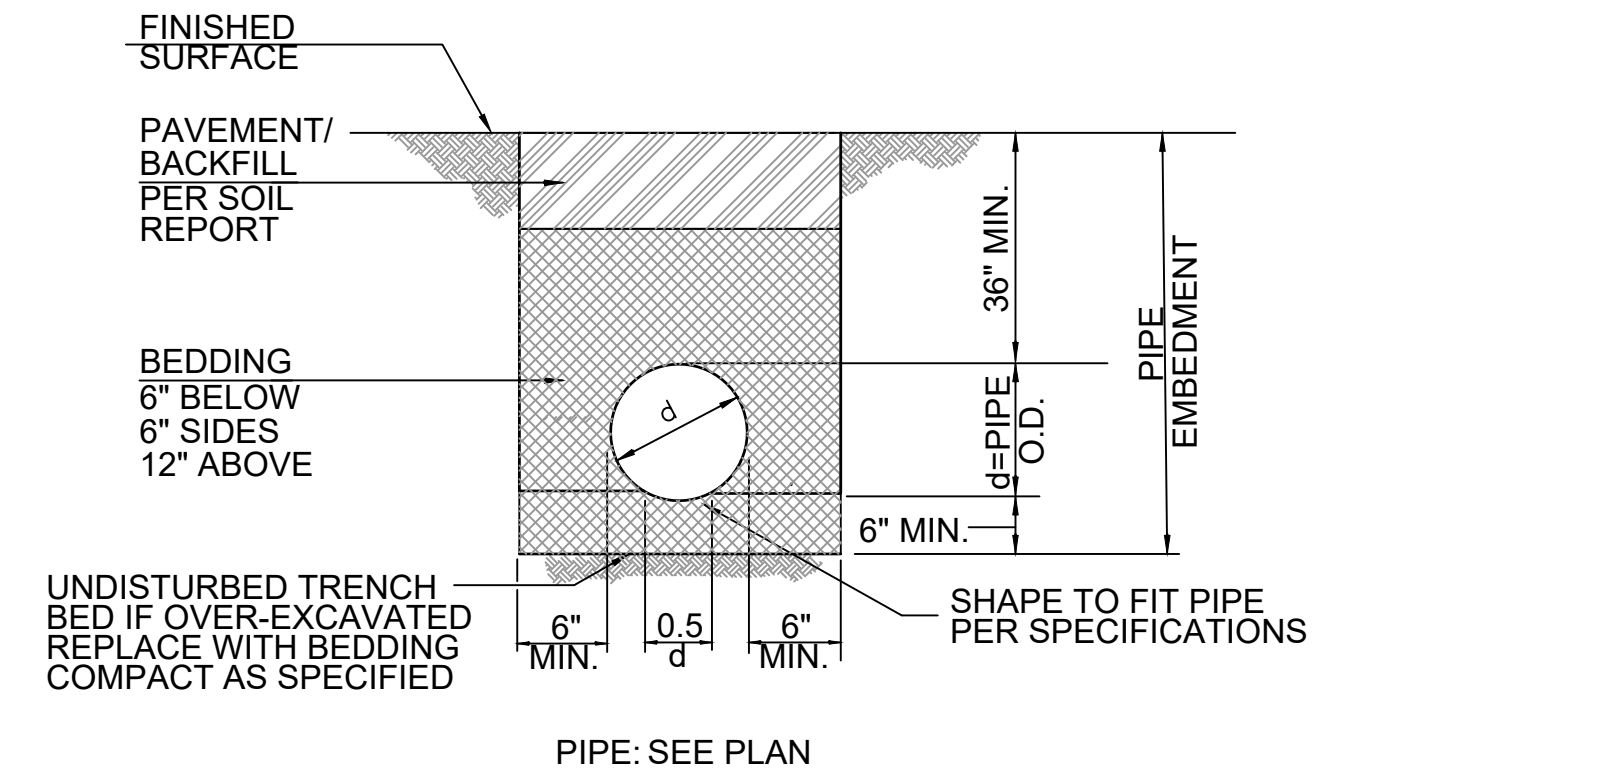 FINISHED
SURFACE
PAVEMENT/
BACKFILL
PER SOIL
REPORT
36" MIN.
PIPE
EMBEDMENT
BEDDING
6" BELOW
6" SIDES
12" ABOVE
d
d=PIPE
O.D.
6" MIN.
UNDISTURBED TRENCH
BED IF OVER-EXCAVATED
REPLACE WITH BEDDING
COMPACT AS SPECIFIED
6"
MIN.
0.5
d
6"
MIN.
SHAPE TO FIT PIPE
PER SPECIFICATIONS
PIPE: SEE PLAN